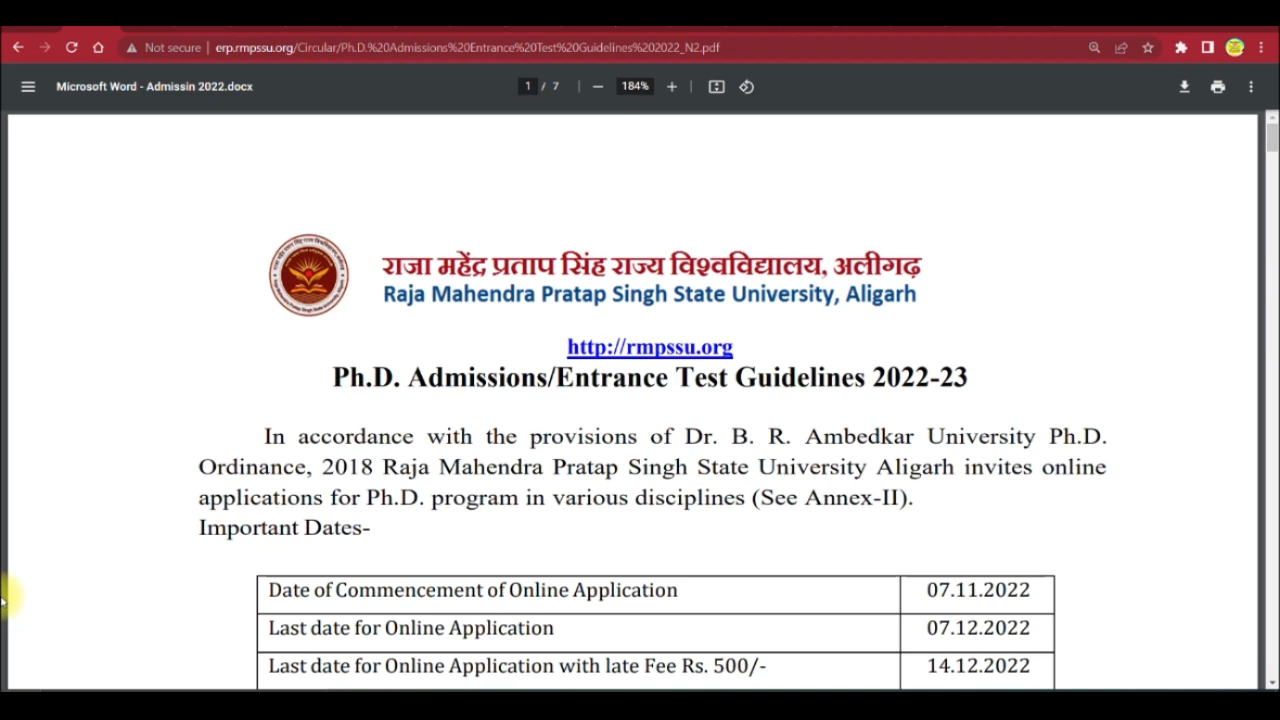 Not secure erp.rmpssu.org/Circular/Ph.D.%20Admissions%20Entrance%20Test%20Guidelines%202022_N2.pdf
Microsoft Word - Admissin 2022.docx 1 / 7 184%
राजा महेंद्र प्रताप सिंह राज्य विश्वविद्यालय, अलीगढ़
Raja Mahendra Pratap Singh State University, Aligarh
http://rmpssu.org
Ph.D. Admissions/Entrance Test Guidelines 2022-23
In accordance with the provisions of Dr. B. R. Ambedkar University Ph.D.
Ordinance, 2018 Raja Mahendra Pratap Singh State University Aligarh invites online
applications for Ph.D. program in various disciplines (See Annex-II).
Important Dates-
Date of Commencement of Online Application 07.11.2022
Last date for Online Application 07.12.2022
Last date for Online Application with late Fee Rs. 500/- 14.12.2022